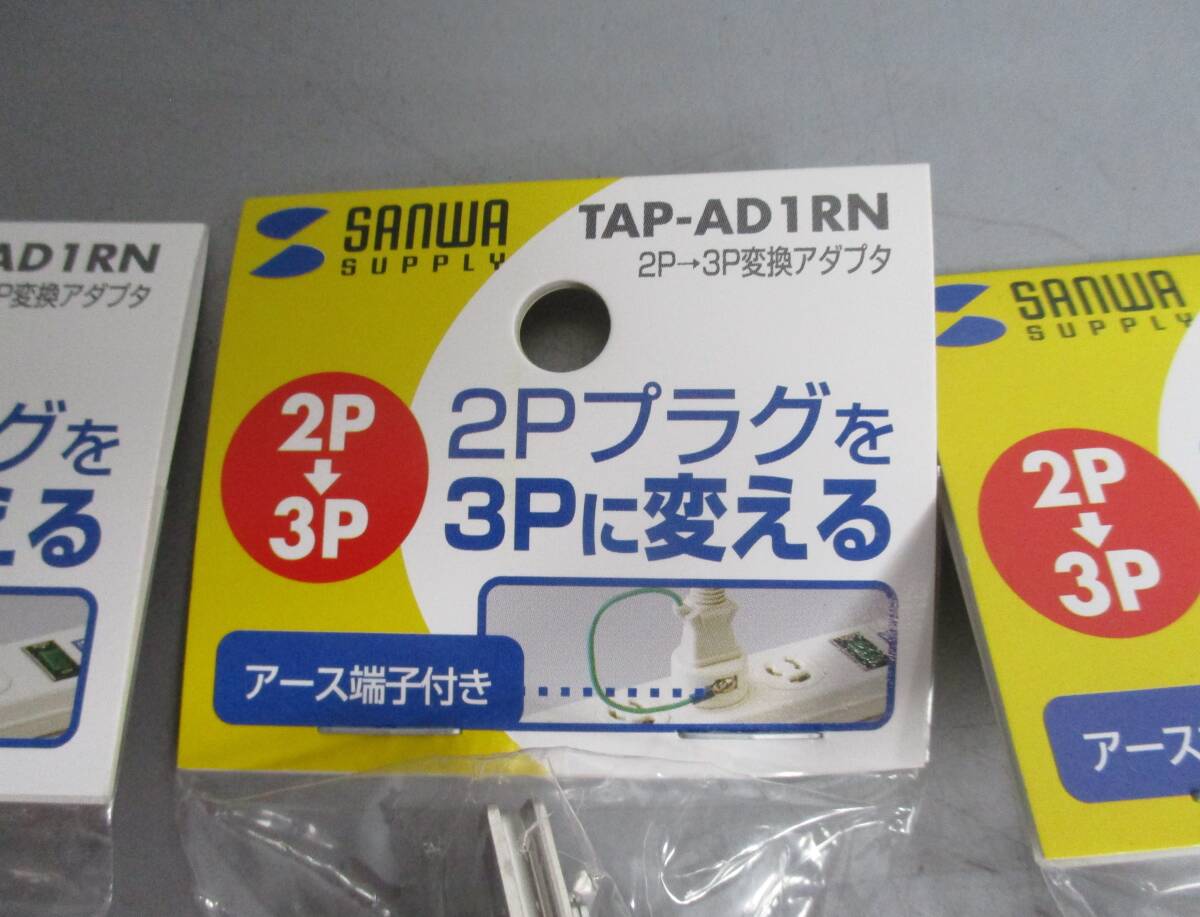 AD1RN
P変換アダプタ
グを
える
SANWA
SUPPLY
TAP-AD1RN
2P→3P変換アダプタ
2P
↓
3P
2Pプラグを
3Pに変える
アース端子付き
SANWA
SUPPLY
2P
↓
3P
アース